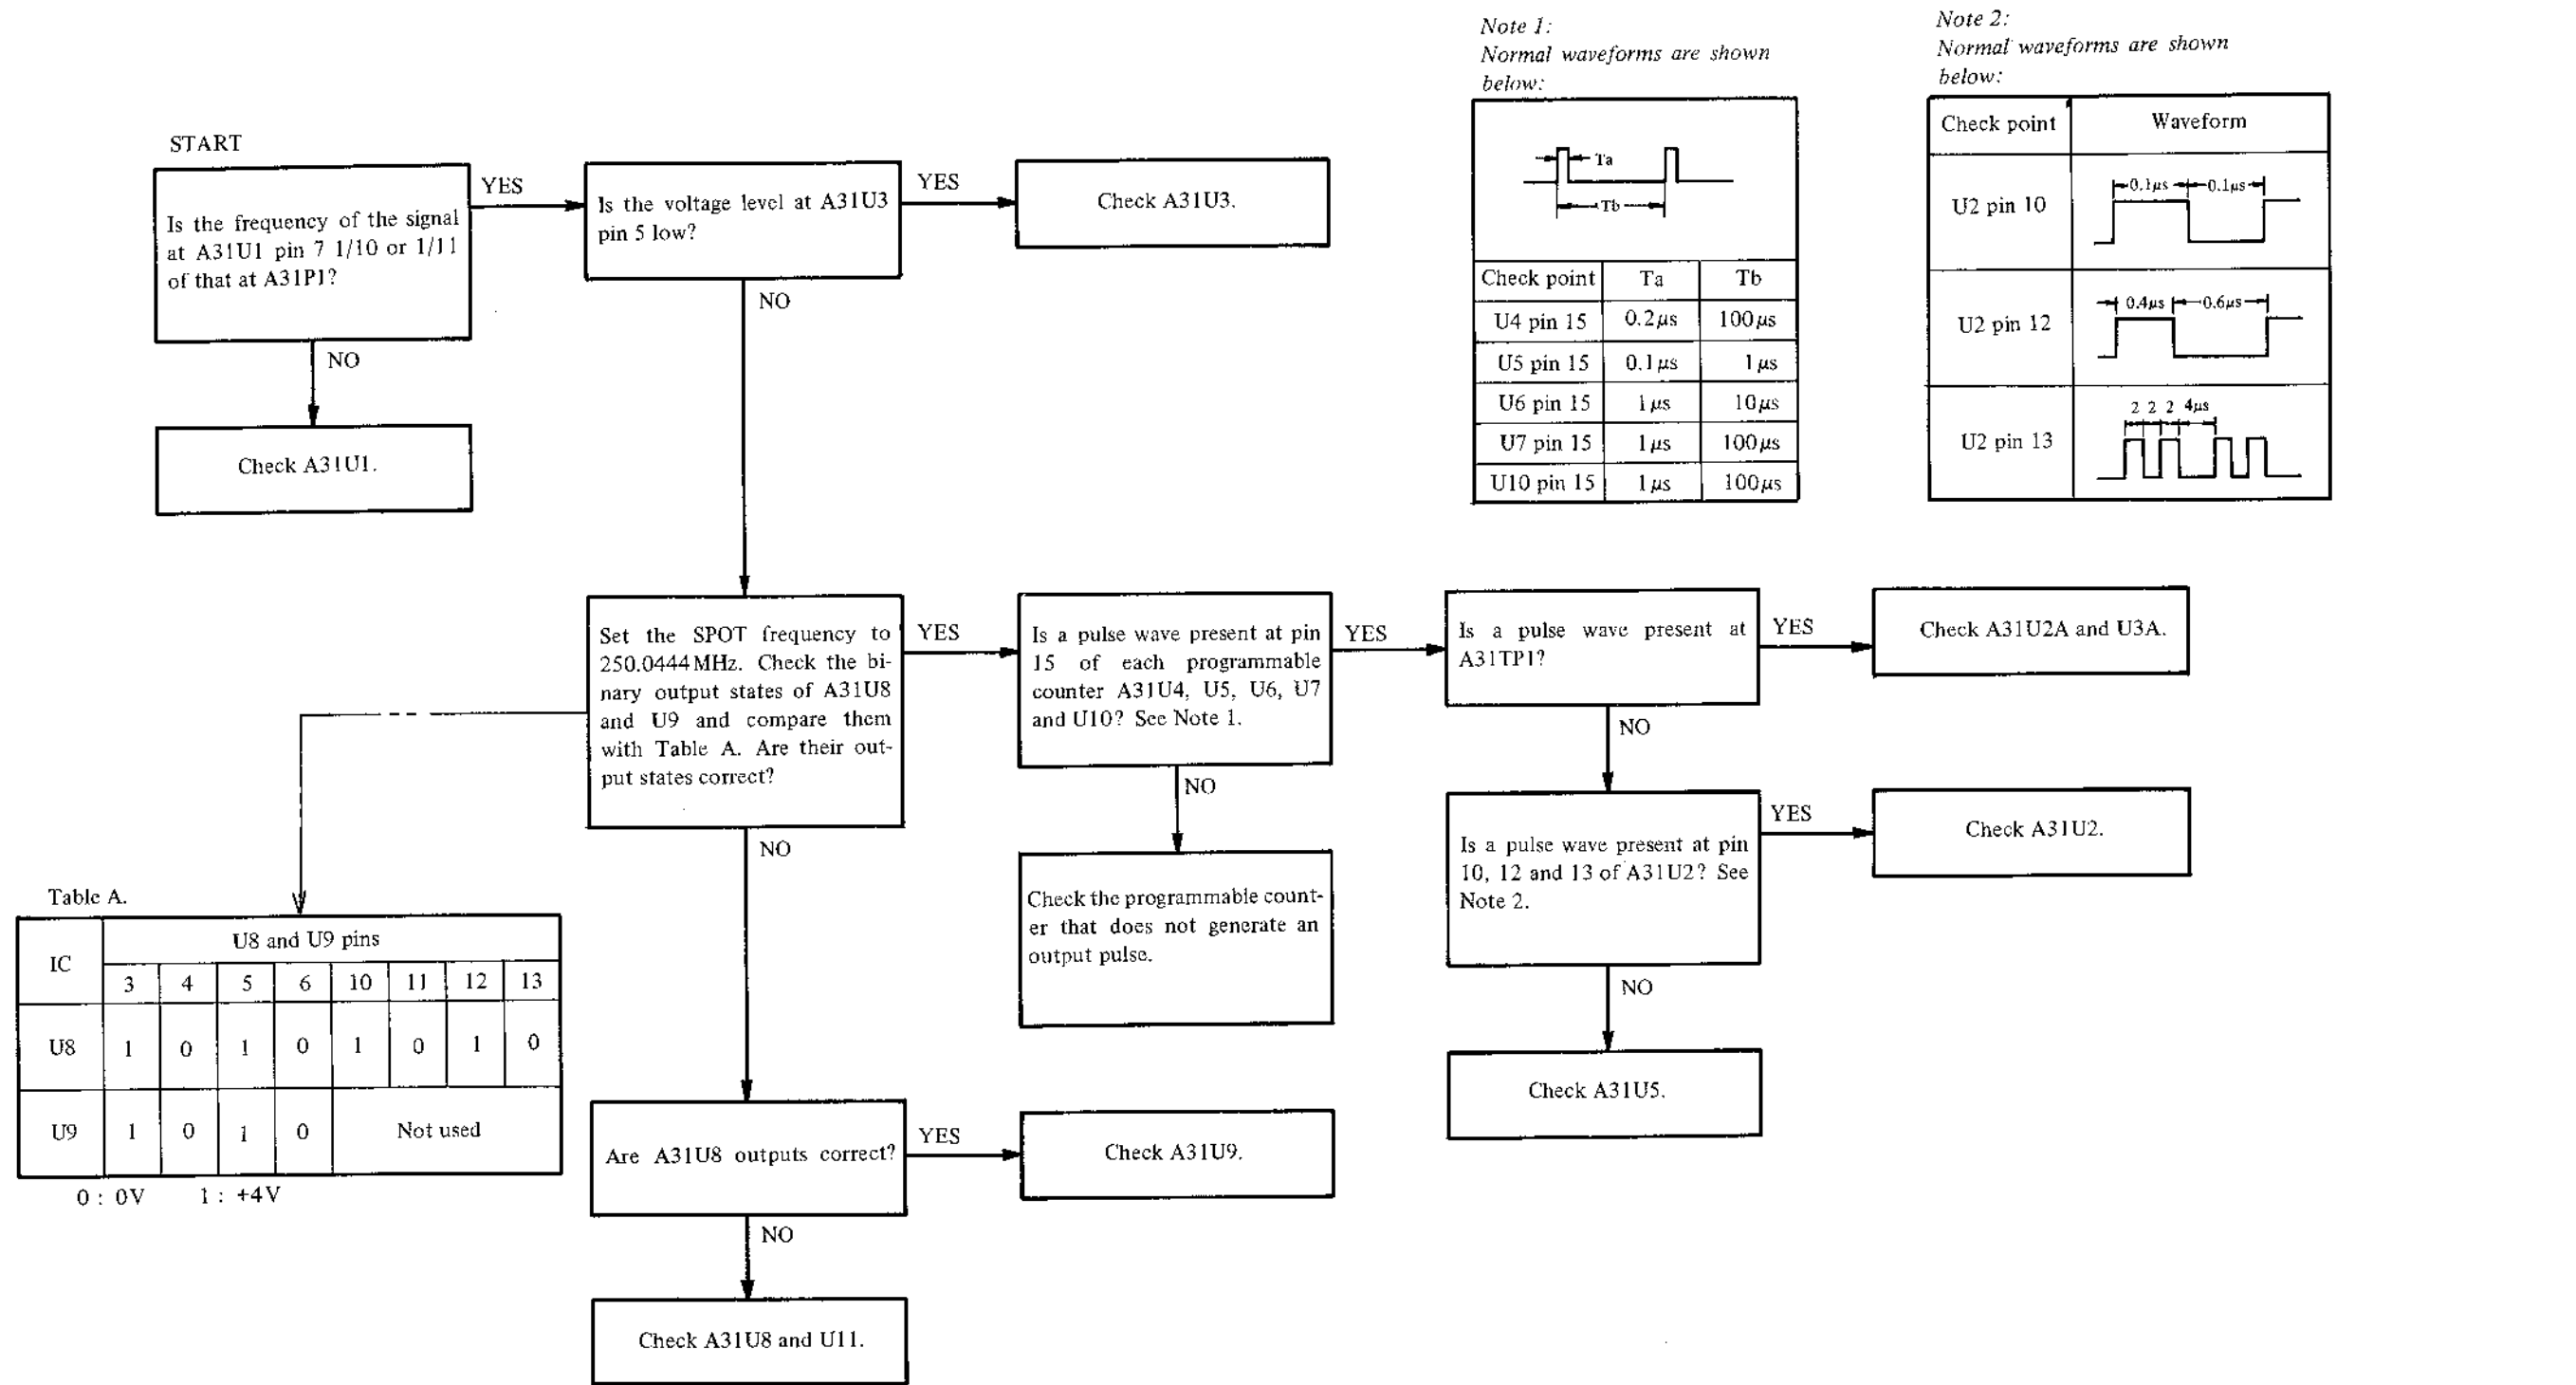 Note 1:
Normal waveforms are shown
below:
Note 2:
Normal waveforms are shown
below:
START
Is the frequency of the signal
at A31U1 pin 7 1/10 or 1/11
of that at A31P1?
YES
NO
Is the voltage level at A31U3
pin 5 low?
YES
NO
Check A31U3.
Check A31U1.
Ta
Tb
Check point Ta Tb
U4 pin 15 0.2μs 100μs
U5 pin 15 0.1μs 1μs
U6 pin 15 1μs 10μs
U7 pin 15 1μs 100μs
U10 pin 15 1μs 100μs
Check point Waveform
U2 pin 10 0.1μs 0.1μs
U2 pin 12 0.4μs 0.6μs
U2 pin 13 2 2 2 4μs
Set the SPOT frequency to
250.0444MHz. Check the bi-
nary output states of A31U8
and U9 and compare them
with Table A. Are their out-
put states correct?
YES
NO
Is a pulse wave present at pin
15 of each programmable
counter A31U4, U5, U6, U7
and U10? See Note 1.
YES
NO
Is a pulse wave present at
A31TP1?
YES
NO
Check A31U2A and U3A.
Check the programmable count-
er that does not generate an
output pulse.
Is a pulse wave present at pin
10, 12 and 13 of A31U2? See
Note 2.
YES
NO
Check A31U2.
Check A31U5.
Table A.
IC U8 and U9 pins
3 4 5 6 10 11 12 13
U8 1 0 1 0 1 0 1 0
U9 1 0 1 0 Not used
0 : 0V 1 : +4V
Are A31U8 outputs correct?
YES
NO
Check A31U9.
Check A31U8 and U11.